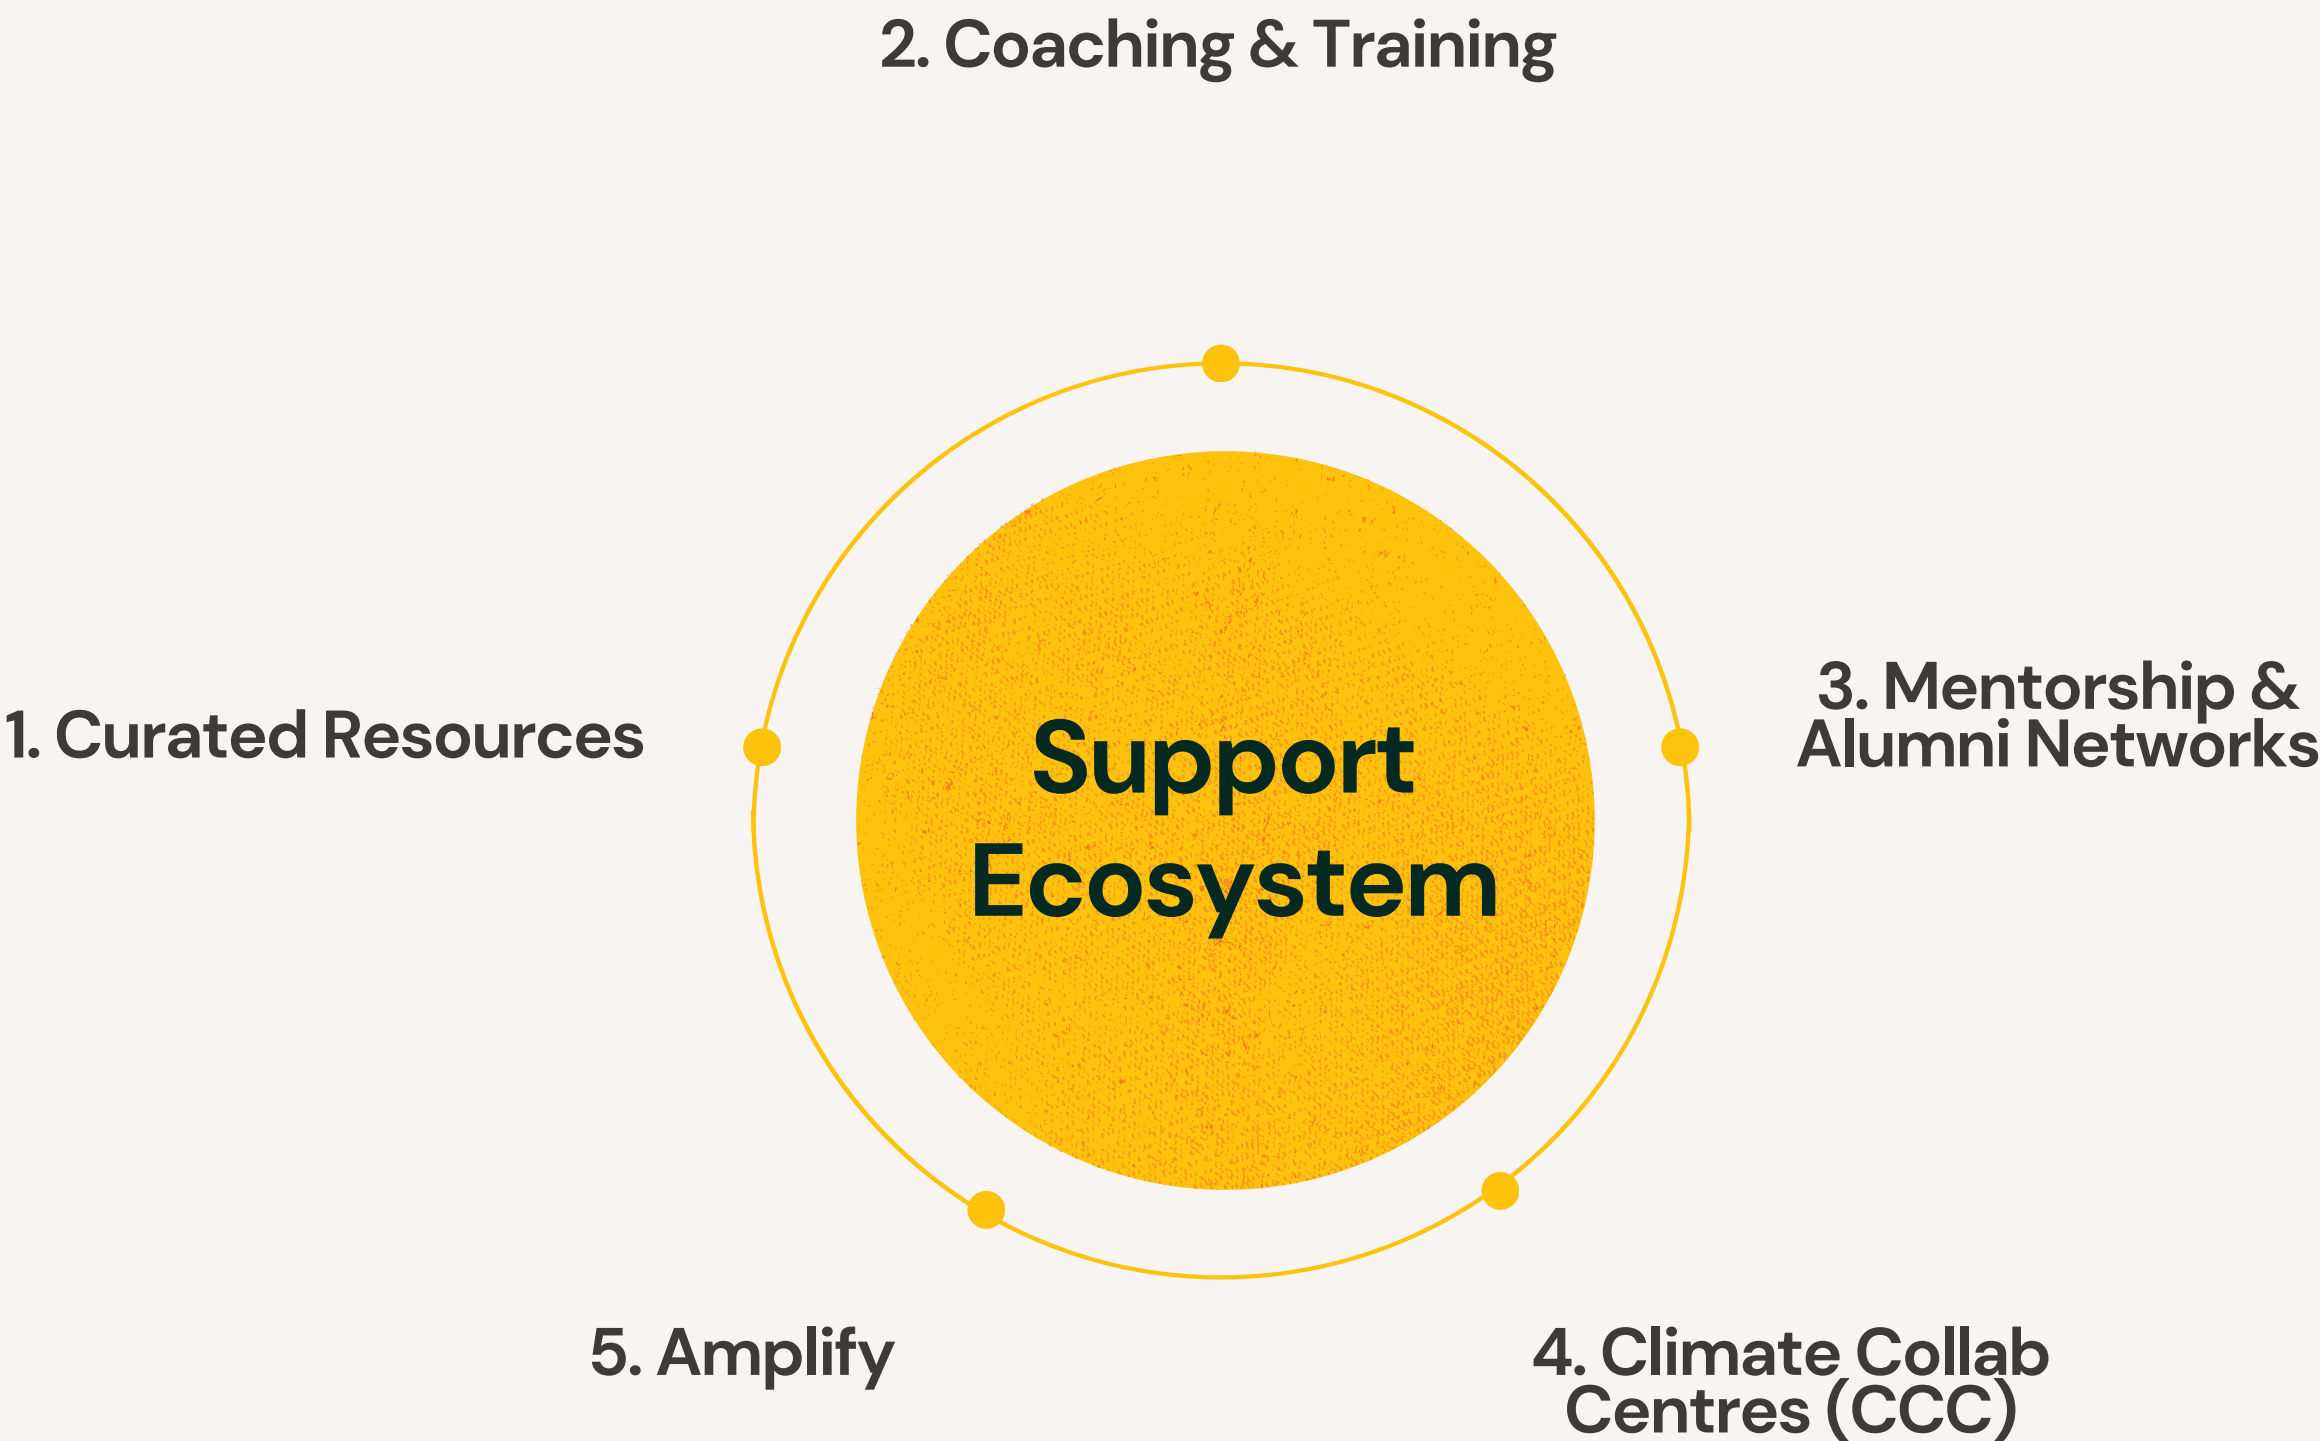 2. Coaching & Training
1. Curated Resources
3. Mentorship &
Alumni Networks
Support
Ecosystem
5. Amplify
4. Climate Collab
Centres (CCC)